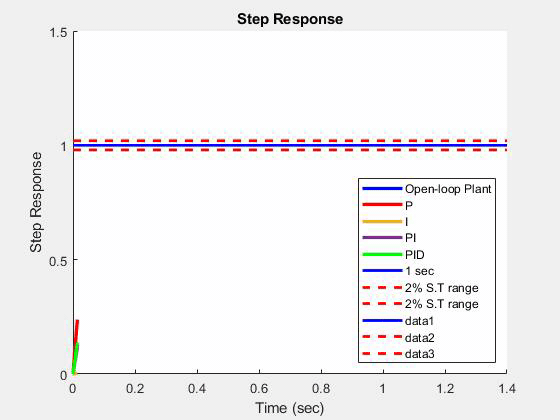 Step Response
1.5
1
0.5
0
Step Response
Open-loop Plant
P
I
PI
PID
1 sec
2% S.T range
2% S.T range
data1
data2
data3
0 0.2 0.4 0.6 0.8 1 1.2 1.4
Time (sec)